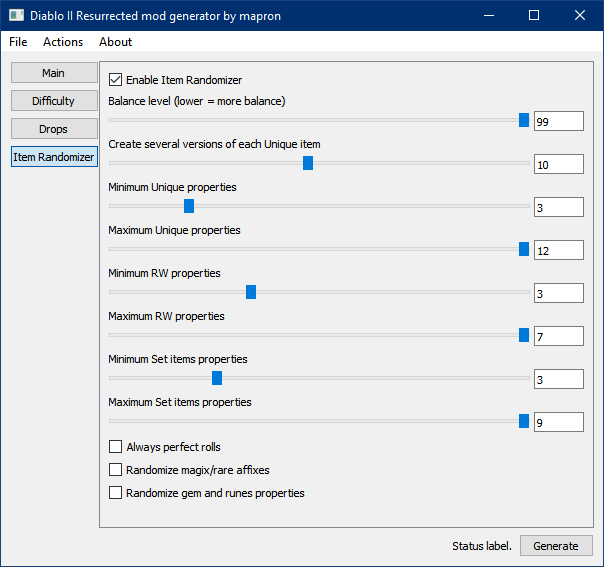 Diablo II Resurrected mod generator by mapron
File Actions About
Main
Difficulty
Drops
Item Randomizer
Enable Item Randomizer
Balance level (lower = more balance)
99
Create several versions of each Unique item
10
Minimum Unique properties
3
Maximum Unique properties
12
Minimum RW properties
3
Maximum RW properties
7
Minimum Set items properties
3
Maximum Set items properties
9
Always perfect rolls
Randomize magix/rare affixes
Randomize gem and runes properties
Status label. Generate